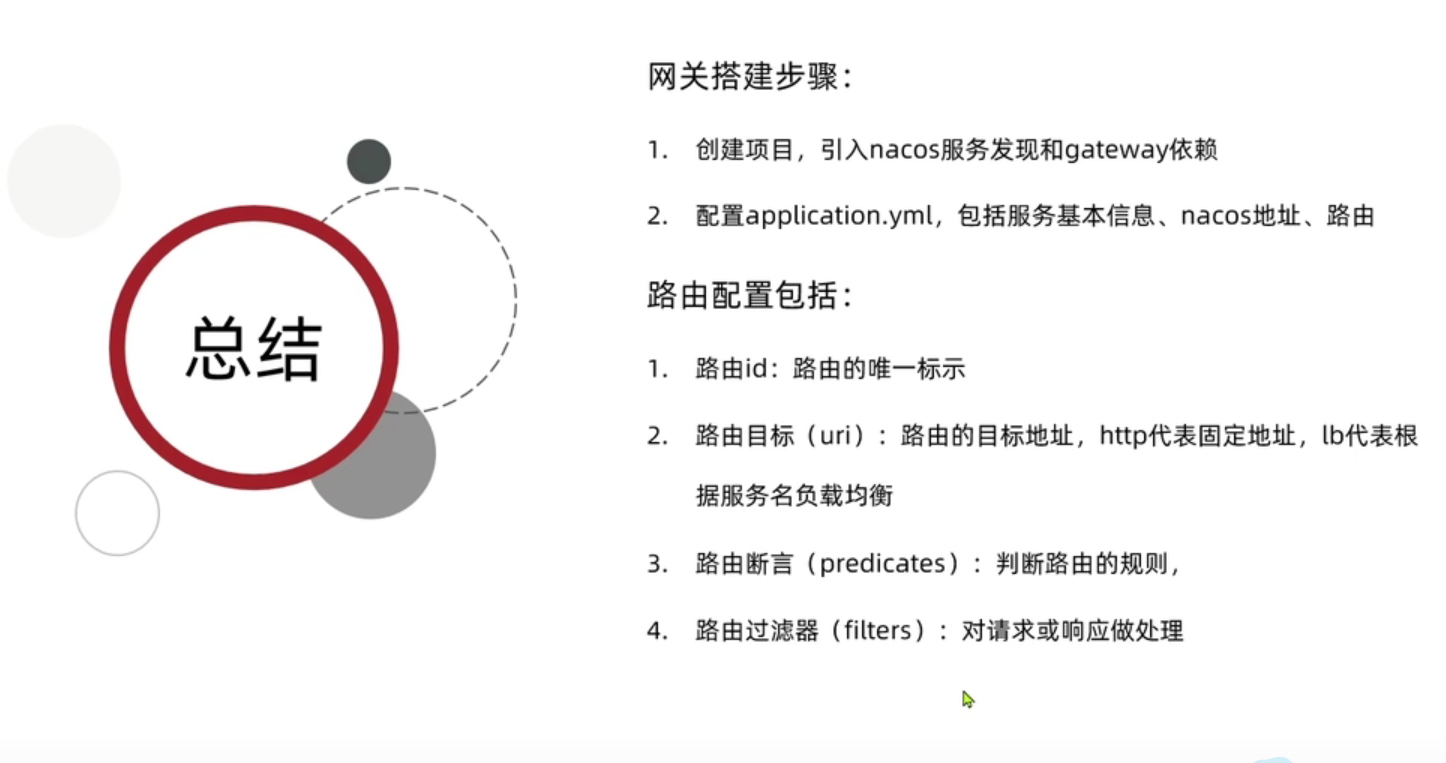 总结
网关搭建步骤：
1. 创建项目，引入nacos服务发现和gateway依赖
2. 配置application.yml，包括服务基本信息、nacos地址、路由
路由配置包括：
1. 路由id：路由的唯一标示
2. 路由目标（uri）：路由的目标地址，http代表固定地址，lb代表根
据服务名负载均衡
3. 路由断言（predicates）：判断路由的规则，
4. 路由过滤器（filters）：对请求或响应做处理